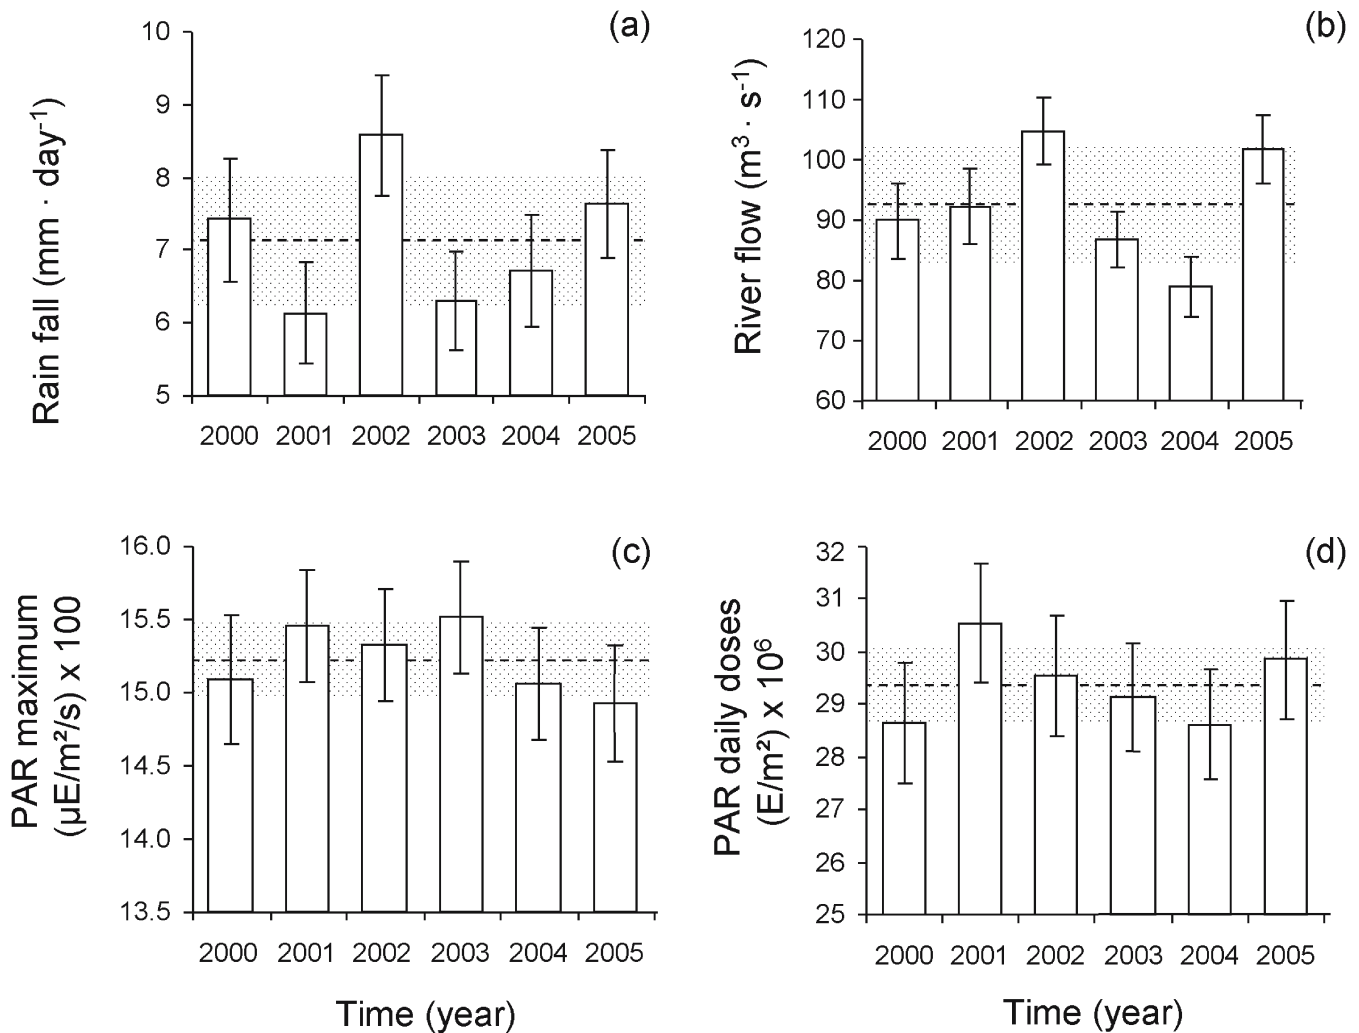 (a)
Rain fall (mm · day⁻¹)
10
9
8
7
6
5
2000 2001 2002 2003 2004 2005
(b)
River flow (m³ · s⁻¹)
120
110
100
90
80
70
60
2000 2001 2002 2003 2004 2005
(c)
PAR maximum
(µE/m²/s) x 100
16.0
15.5
15.0
14.5
14.0
13.5
2000 2001 2002 2003 2004 2005
Time (year)
(d)
PAR daily doses
(E/m²) x 10⁶
32
31
30
29
28
27
26
25
2000 2001 2002 2003 2004 2005
Time (year)